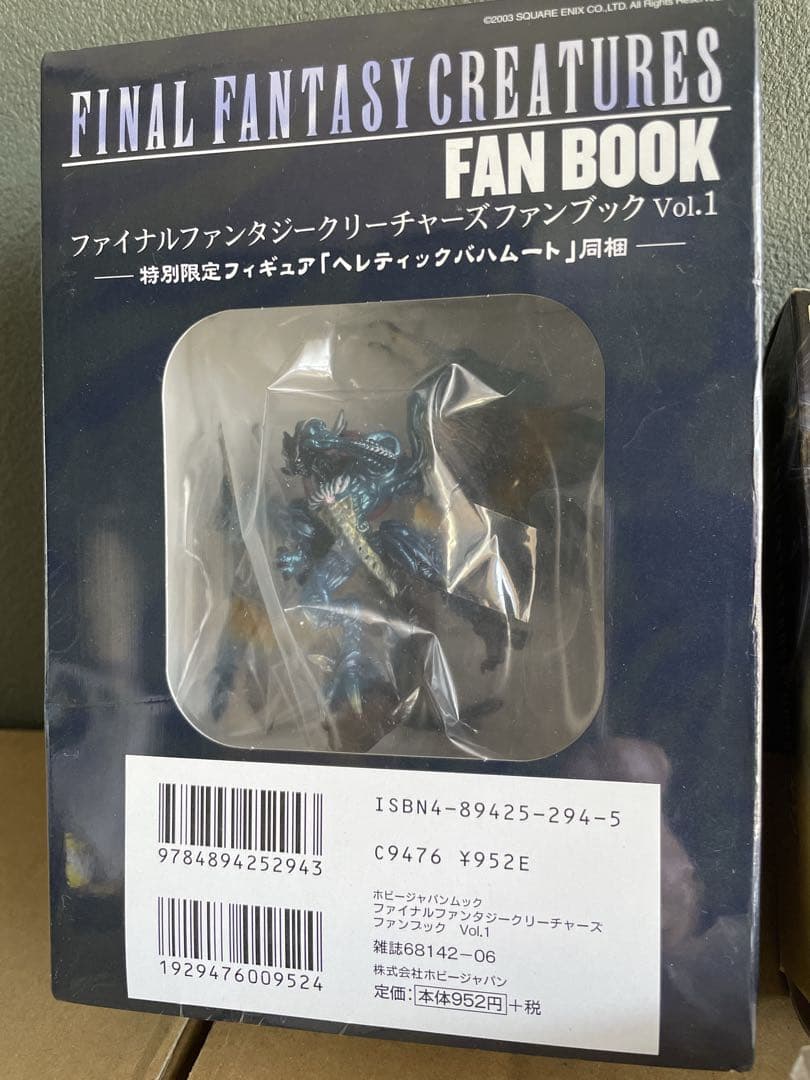 ©2003 SQUARE ENIX CO.,LTD. All Rights Reserved
FINAL FANTASY CREATURES
FAN BOOK
ファイナルファンタジークリーチャーズファンブック Vol.1
特別限定フィギュア「ヘレティックバハムート」同梱
ISBN4-89425-294-5
9784894252943
C9476 ¥952E
ホビージャパンムック
ファイナルファンタジークリーチャーズ
ファンブック Vol.1
雑誌68142-06
1929476009524
株式会社ホビージャパン
定価:本体952円+税